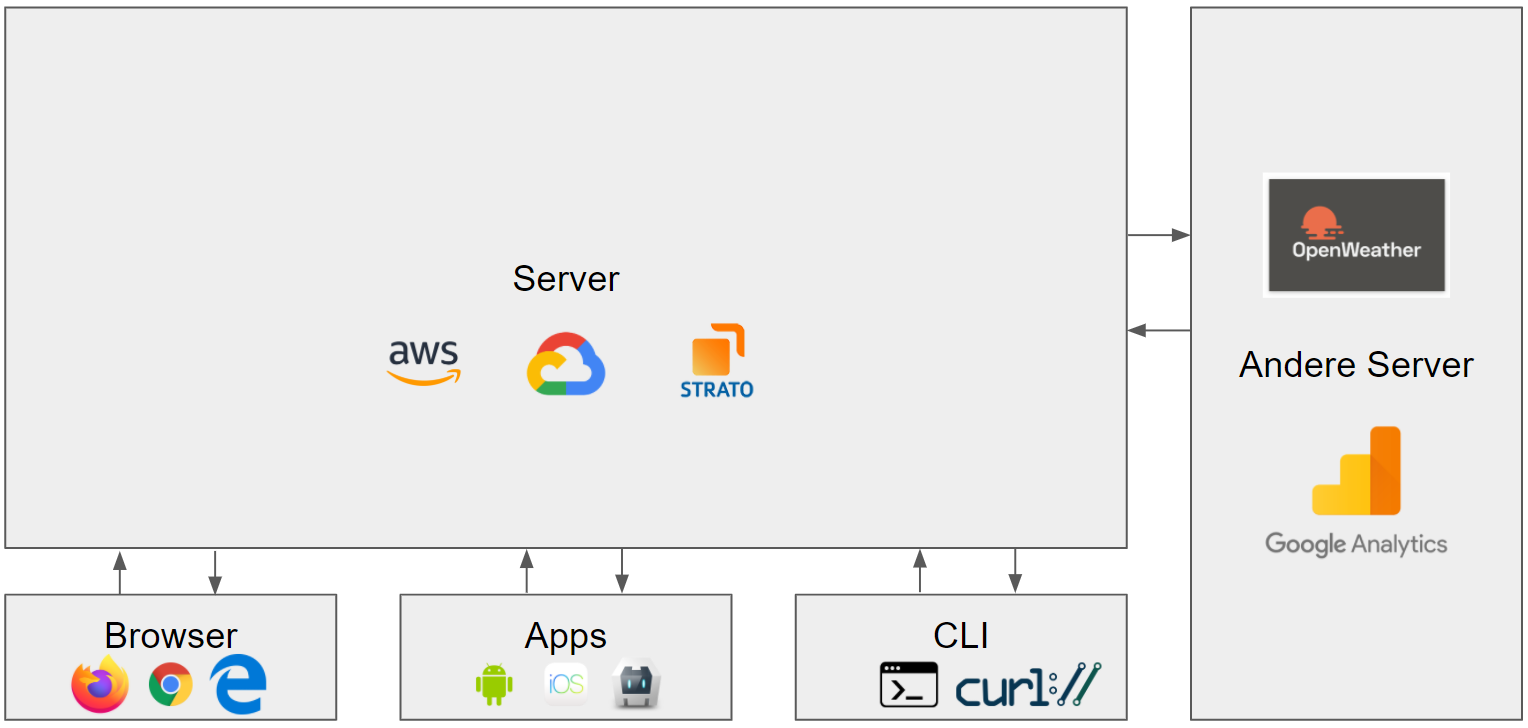 Server
aws
STRATO
OpenWeather
Andere Server
Google Analytics
Browser
Apps
iOS
CLI
>_
curl://